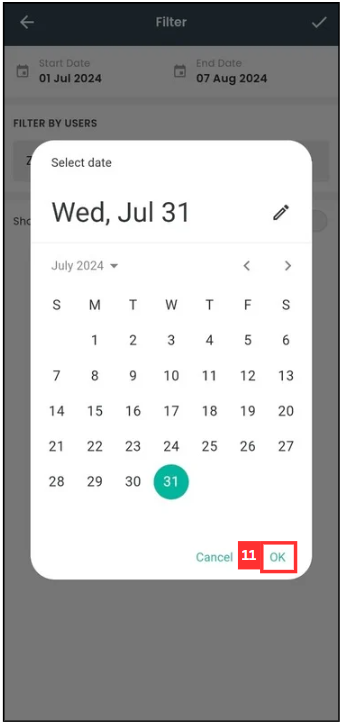 Filter
Start Date
01 Jul 2024
End Date
07 Aug 2024
FILTER BY USERS
Select date
Wed, Jul 31
July 2024
S M T W T F S
1 2 3 4 5 6
7 8 9 10 11 12 13
14 15 16 17 18 19 20
21 22 23 24 25 26 27
28 29 30 31
Cancel 11 OK